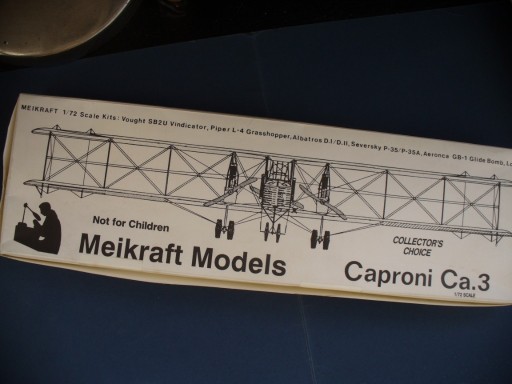 MEIKRAFT 1/72 Scale Kits: Vought SB2U Vindicator, Piper L-4 Grasshopper, Albatros D.I/D.II, Seversky P-35/P-35A, Aeronca GB-1 Glide Bomb, Lo
Not for Children
COLLECTOR'S
CHOICE
Meikraft Models
Caproni Ca.3
1/72 SCALE